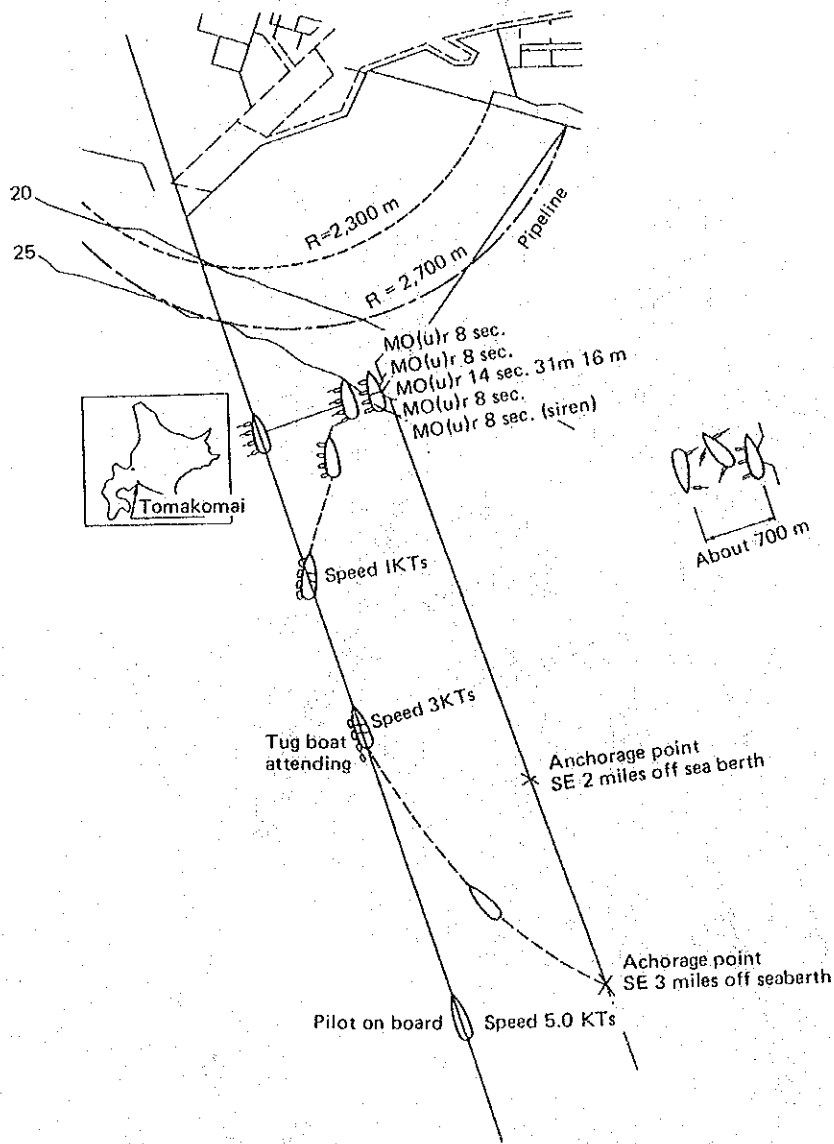 20
25
R=2,300 m
R = 2,700 m
Pipeline
MO(u)r 8 sec.
MO(u)r 8 sec.
MO(u)r 14 sec. 31m 16 m
MO(u)r 8 sec.
MO(u)r 8 sec. (siren)
Tomakomai
About 700 m
Speed 1KTs
Speed 3KTs
Tug boat
attending
Anchorage point
SE 2 miles off sea berth
Achorage point
SE 3 miles off seaberth
Pilot on board
Speed 5.0 KTs